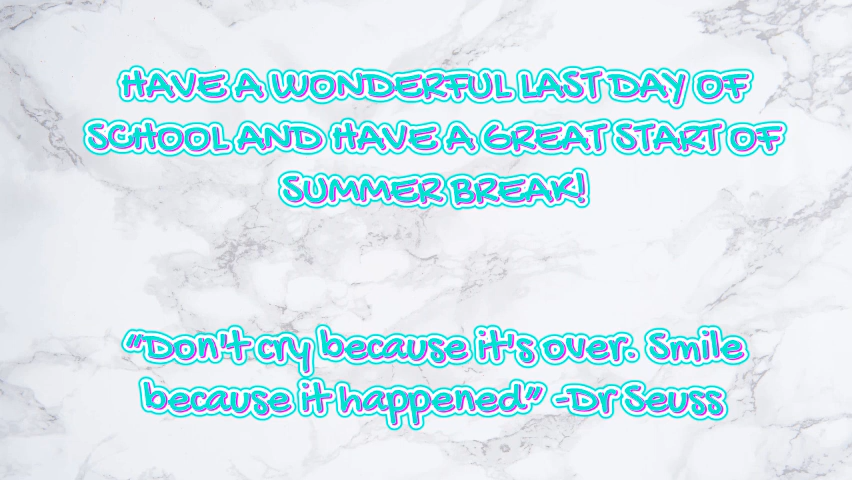 HAVE A WONDERFUL LAST DAY OF
SCHOOL AND HAVE A GREAT START OF
SUMMER BREAK!
"Don't cry because it's over. Smile
because it happened" -Dr Seuss